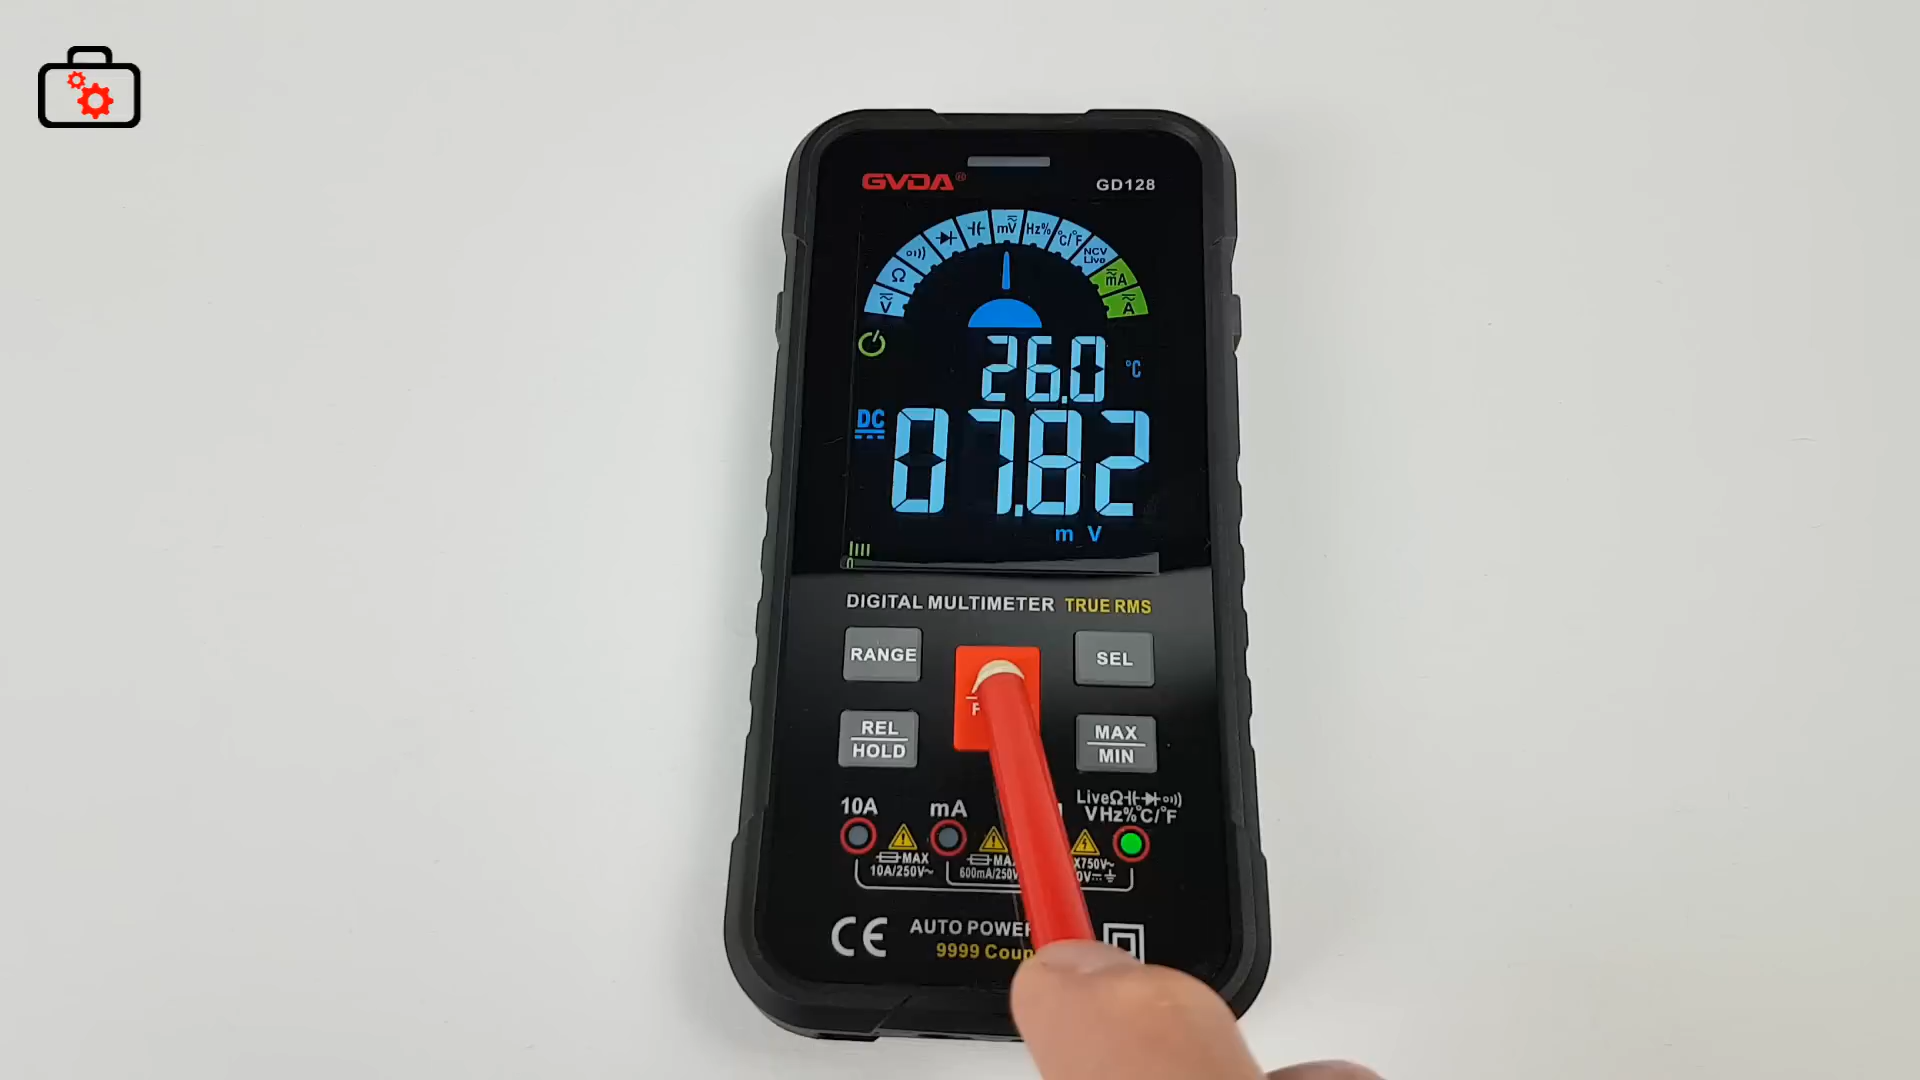 GVDA®
GD128
V Ω mV Hz% °C/°F NCV Live mA A
26.0 °C
DC 07.82
m V
0
DIGITAL MULTIMETER TRUE RMS
RANGE
SEL
REL
HOLD
MAX
MIN
10A
mA
LiveΩ
VHz%°C/°F
MAX
10A/250V~
600mA/250V
CE
AUTO POWER
9999